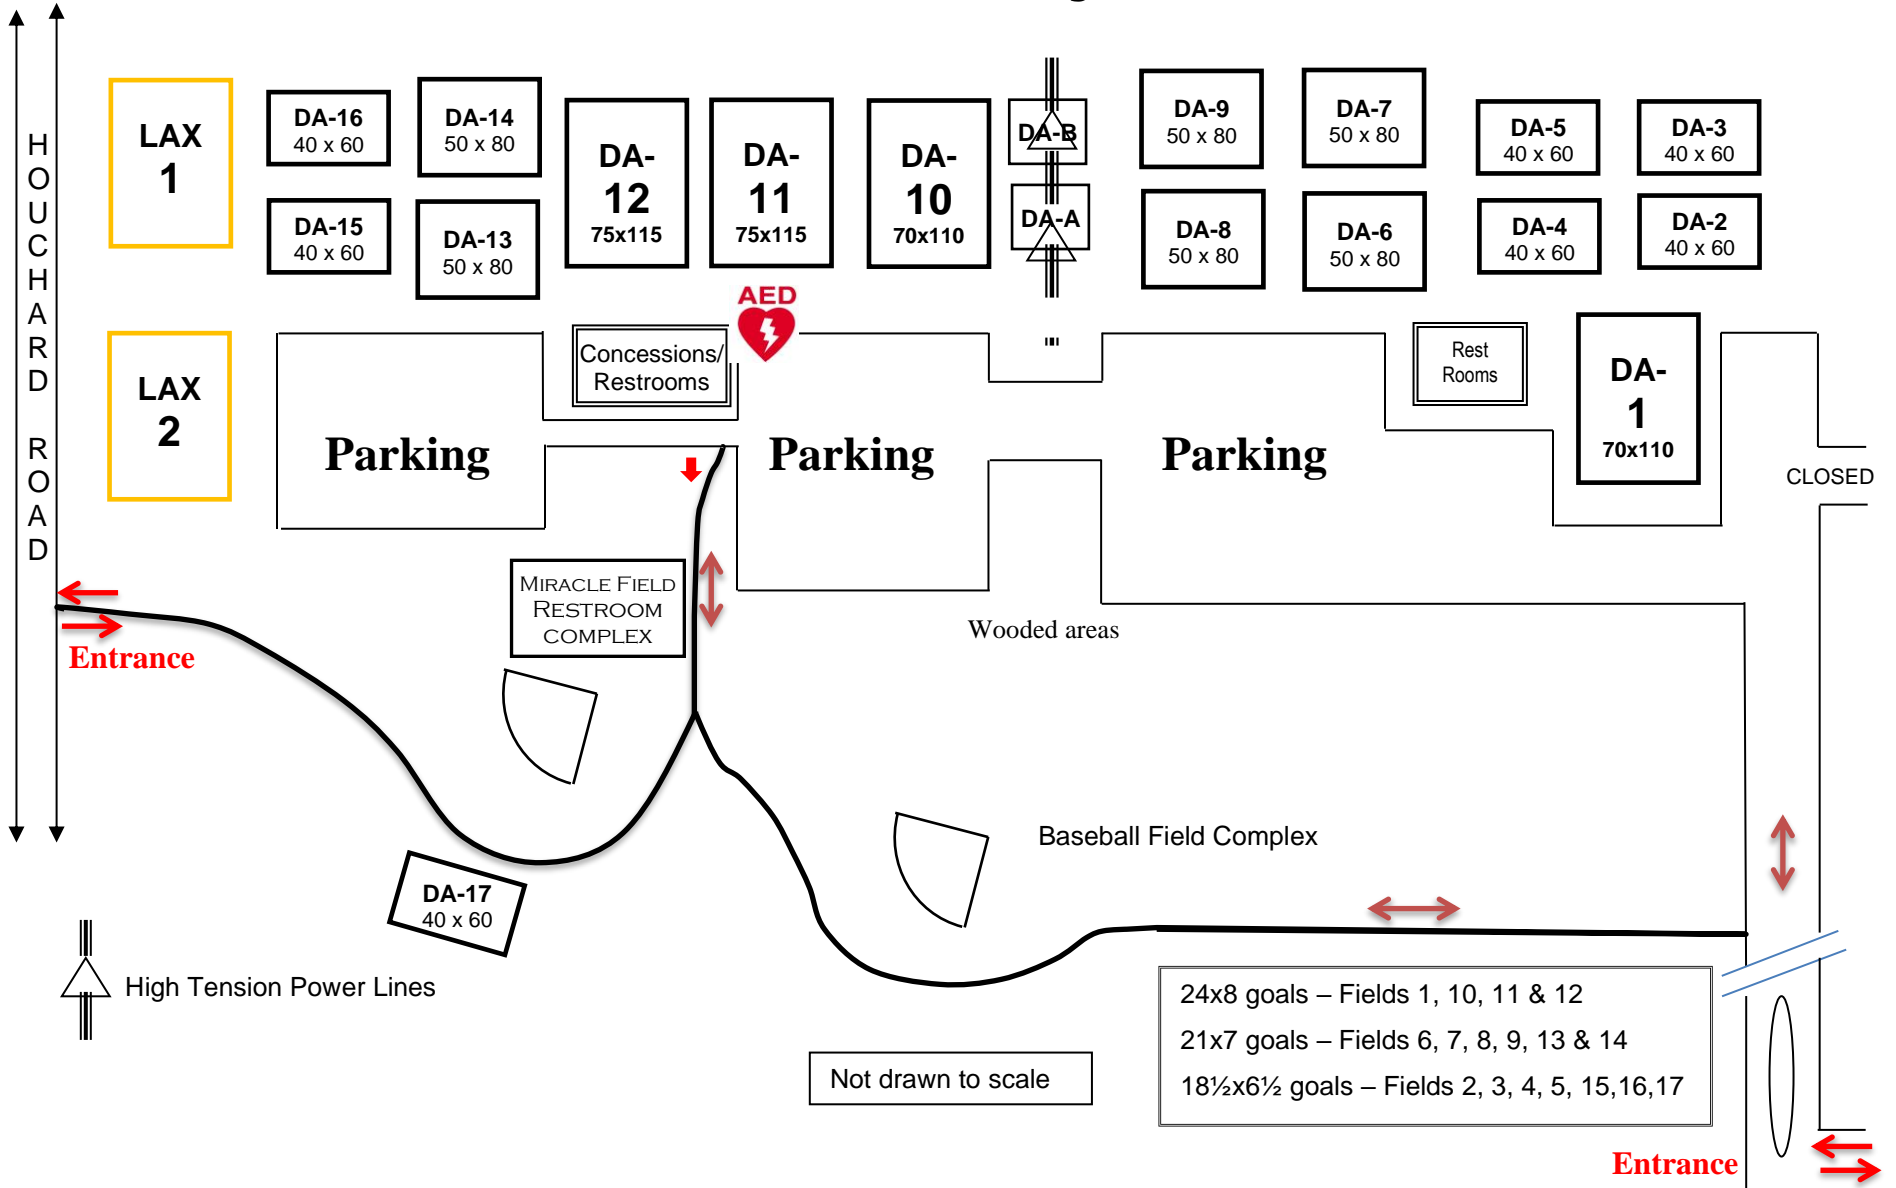 HOUCHARD ROAD
LAX
1
DA-16
40 x 60
DA-14
50 x 80
DA-15
40 x 60
DA-13
50 x 80
DA-
12
75x115
DA-
11
75x115
DA-
10
70x110
DA-B
DA-A
DA-9
50 x 80
DA-7
50 x 80
DA-5
40 x 60
DA-3
40 x 60
DA-8
50 x 80
DA-6
50 x 80
DA-4
40 x 60
DA-2
40 x 60
AED
LAX
2
Concessions/
Restrooms
Rest
Rooms
DA-
1
70x110
Parking
Parking
Parking
CLOSED
MIRACLE FIELD
RESTROOM
COMPLEX
Wooded areas
Entrance
Baseball Field Complex
DA-17
40 x 60
High Tension Power Lines
24x8 goals – Fields 1, 10, 11 & 12
21x7 goals – Fields 6, 7, 8, 9, 13 & 14
18½x6½ goals – Fields 2, 3, 4, 5, 15,16,17
Not drawn to scale
Entrance